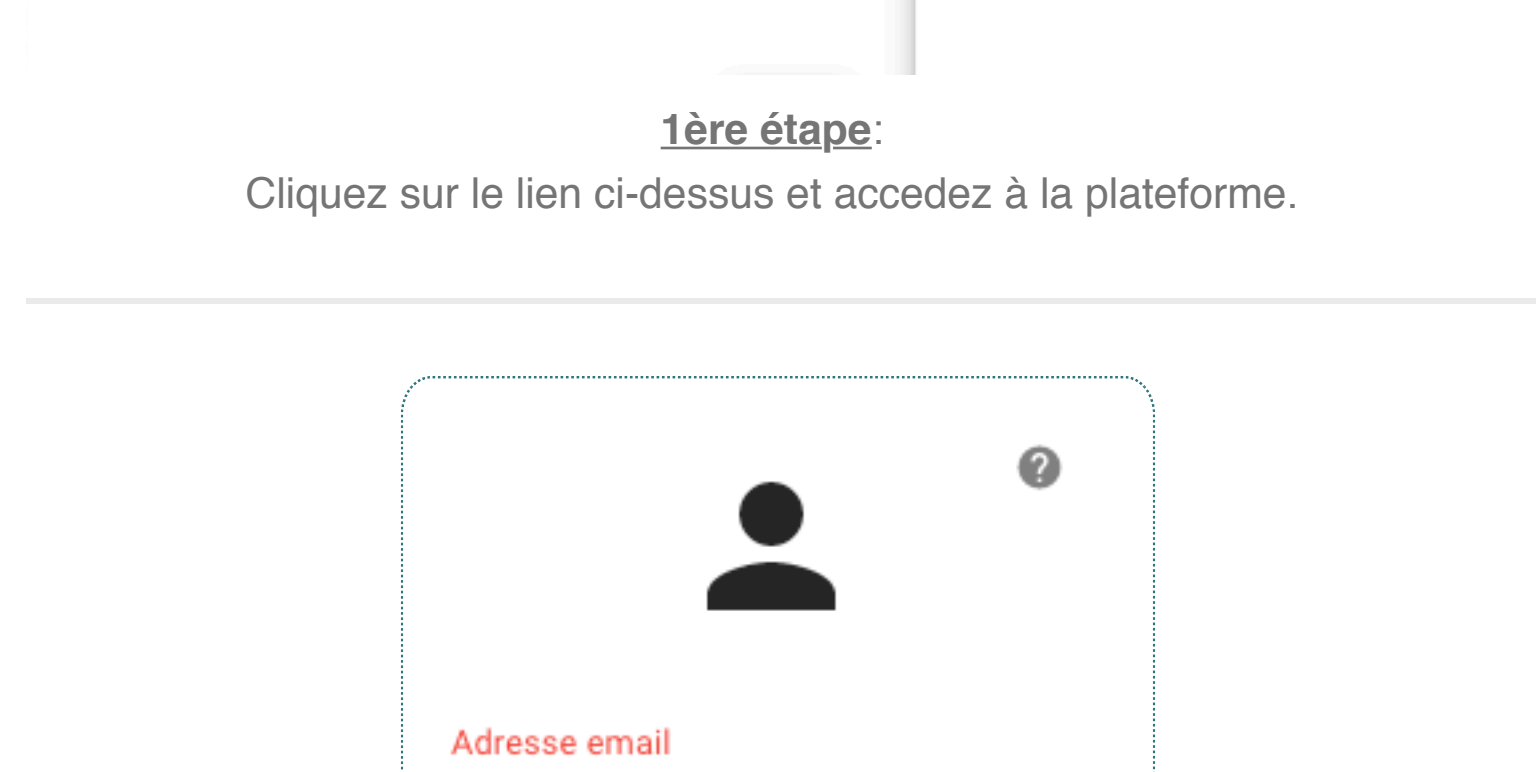 1ère étape:
Cliquez sur le lien ci-dessus et accedez à la plateforme.
?
Adresse email